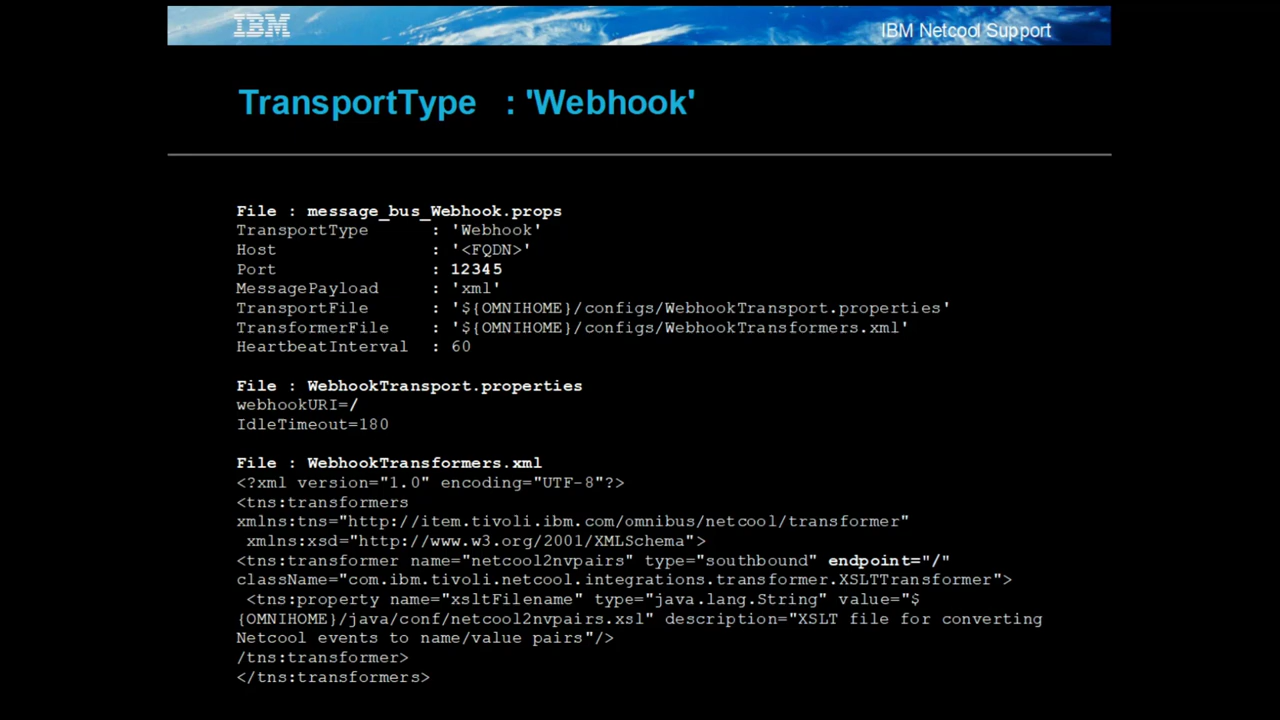 IBM
IBM Netcool Support
TransportType : 'Webhook'
File : message_bus_Webhook.props
TransportType : 'Webhook'
Host : '<FQDN>'
Port : 12345
MessagePayload : 'xml'
TransportFile : '${OMNIHOME}/configs/WebhookTransport.properties'
TransformerFile : '${OMNIHOME}/configs/WebhookTransformers.xml'
HeartbeatInterval : 60
File : WebhookTransport.properties
webhookURI=/
IdleTimeout=180
File : WebhookTransformers.xml
<?xml version="1.0" encoding="UTF-8"?>
<tns:transformers
xmlns:tns="http://item.tivoli.ibm.com/omnibus/netcool/transformer"
xmlns:xsd="http://www.w3.org/2001/XMLSchema">
<tns:transformer name="netcool2nvpairs" type="southbound" endpoint="/"
className="com.ibm.tivoli.netcool.integrations.transformer.XSLTTransformer">
<tns:property name="xsltFilename" type="java.lang.String" value="$
{OMNIHOME}/java/conf/netcool2nvpairs.xsl" description="XSLT file for converting
Netcool events to name/value pairs"/>
/tns:transformer>
</tns:transformers>